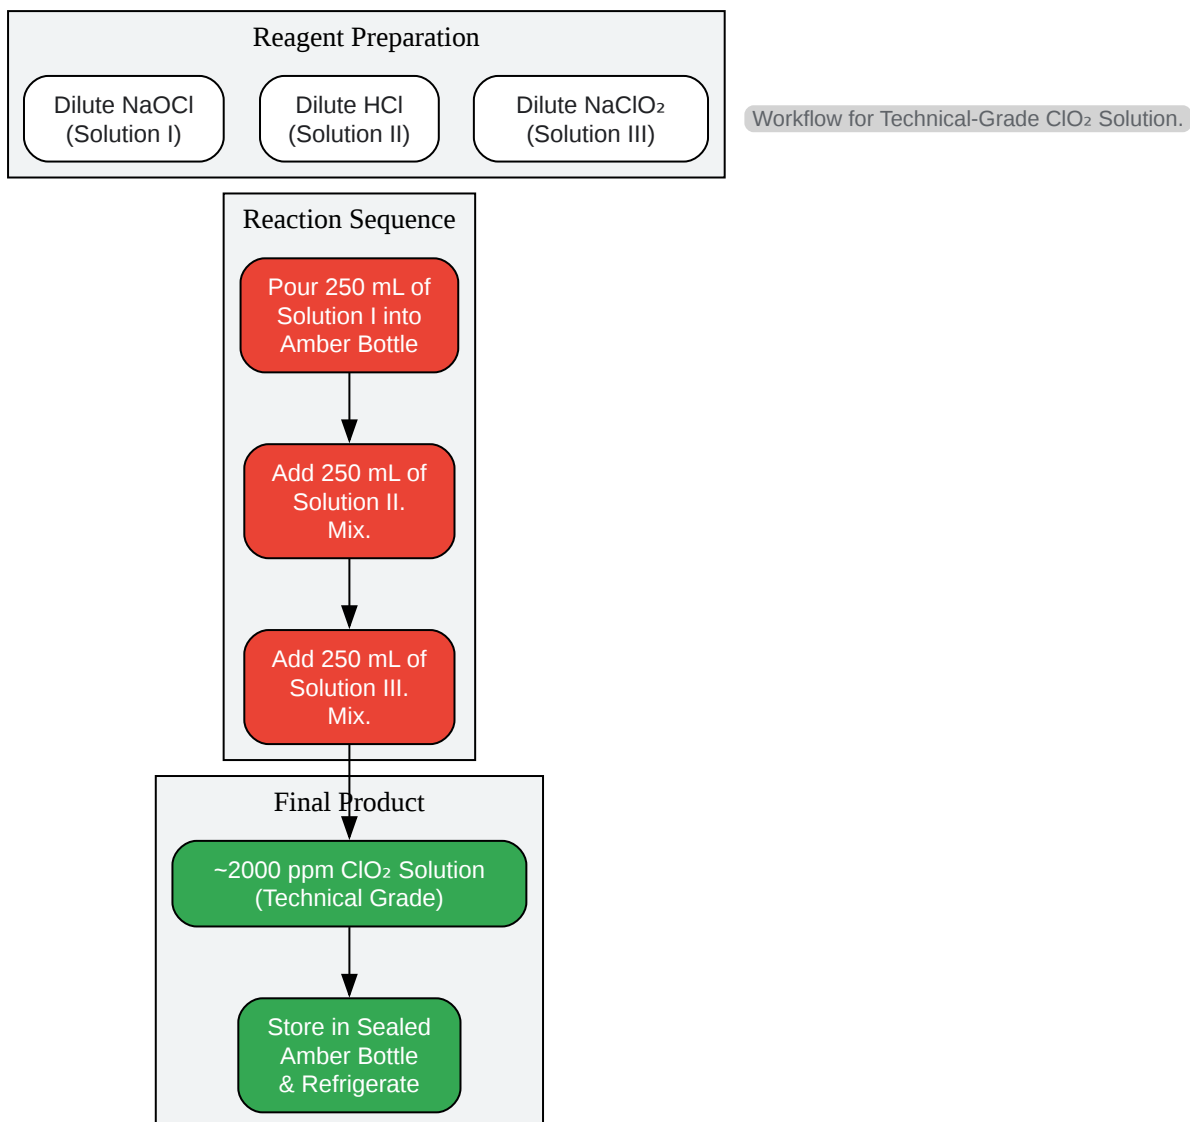 Reagent Preparation
Dilute NaOCl
(Solution I)
Dilute HCl
(Solution II)
Dilute NaClO₂
(Solution III)
Workflow for Technical-Grade ClO₂ Solution.
Reaction Sequence
Pour 250 mL of
Solution I into
Amber Bottle
Add 250 mL of
Solution II.
Mix.
Add 250 mL of
Solution III.
Mix.
Final Product
~2000 ppm ClO₂ Solution
(Technical Grade)
Store in Sealed
Amber Bottle
& Refrigerate